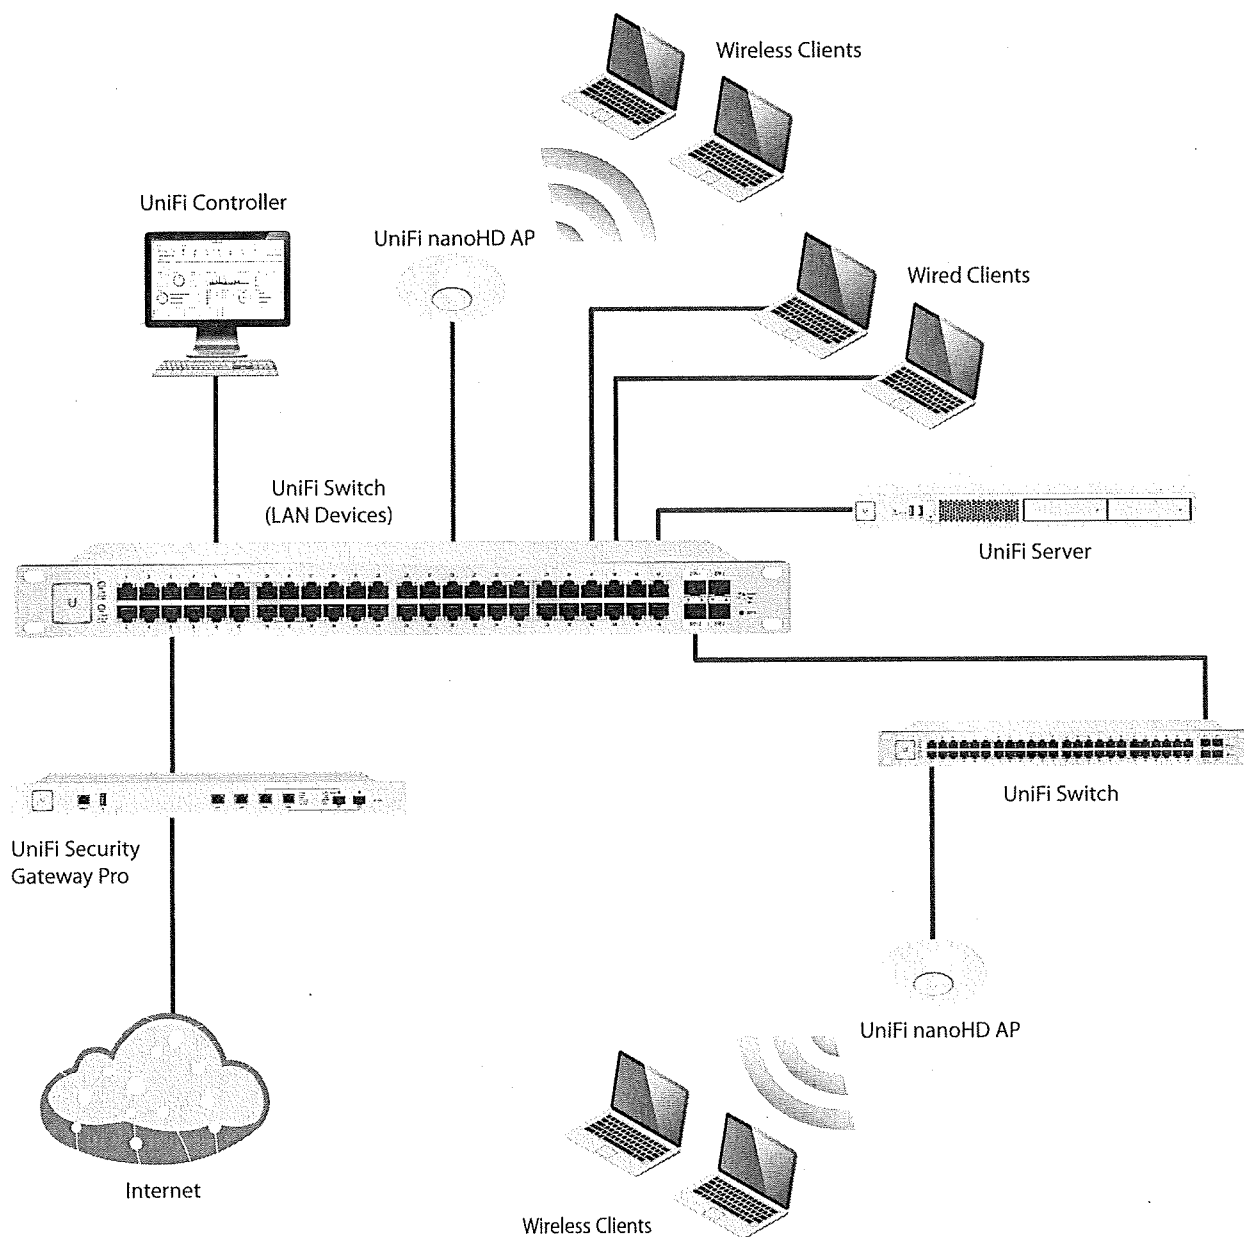 Wireless Clients
UniFi Controller
UniFi nanoHD AP
Wired Clients
UniFi Switch
(LAN Devices)
UniFi Server
UniFi Switch
UniFi Security
Gateway Pro
UniFi nanoHD AP
Internet
Wireless Clients